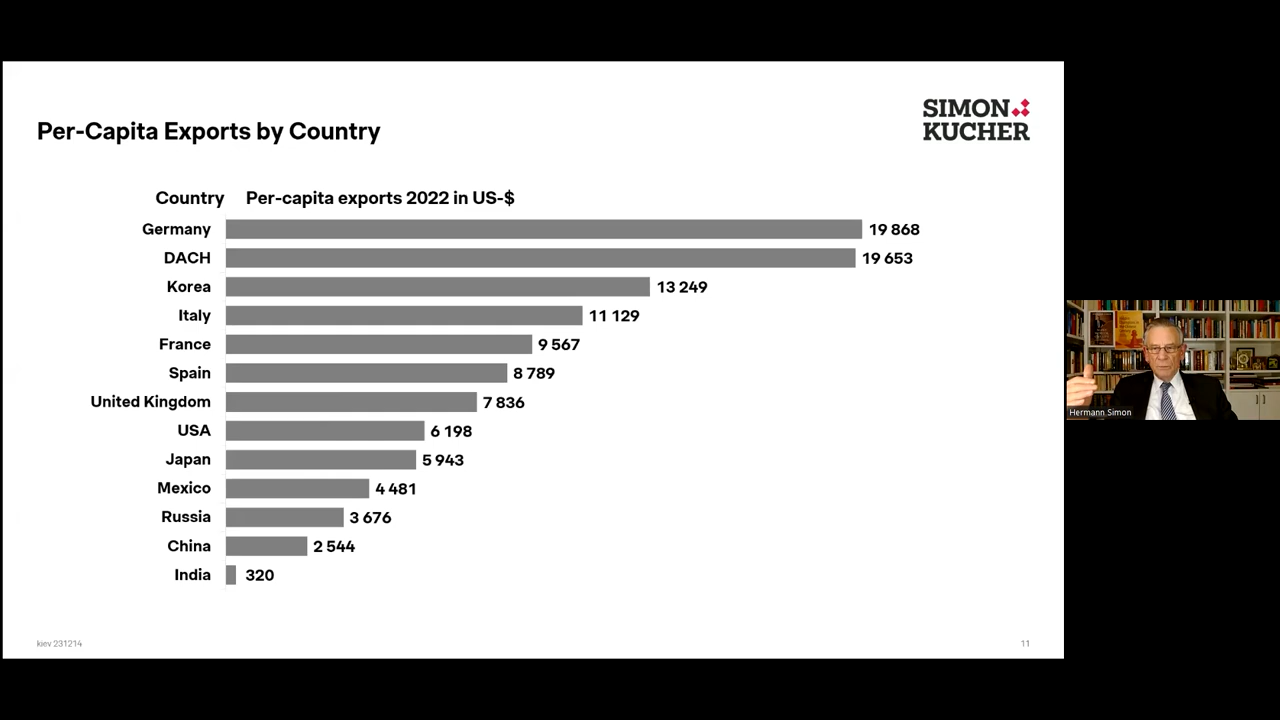 Per-Capita Exports by Country
SIMON
KUCHER
Country Per-capita exports 2022 in US-$
Germany 19 868
DACH 19 653
Korea 13 249
Italy 11 129
France 9 567
Spain 8 789
United Kingdom 7 836
USA 6 198
Japan 5 943
Mexico 4 481
Russia 3 676
China 2 544
India 320
Hermann Simon
kiev 231214
11